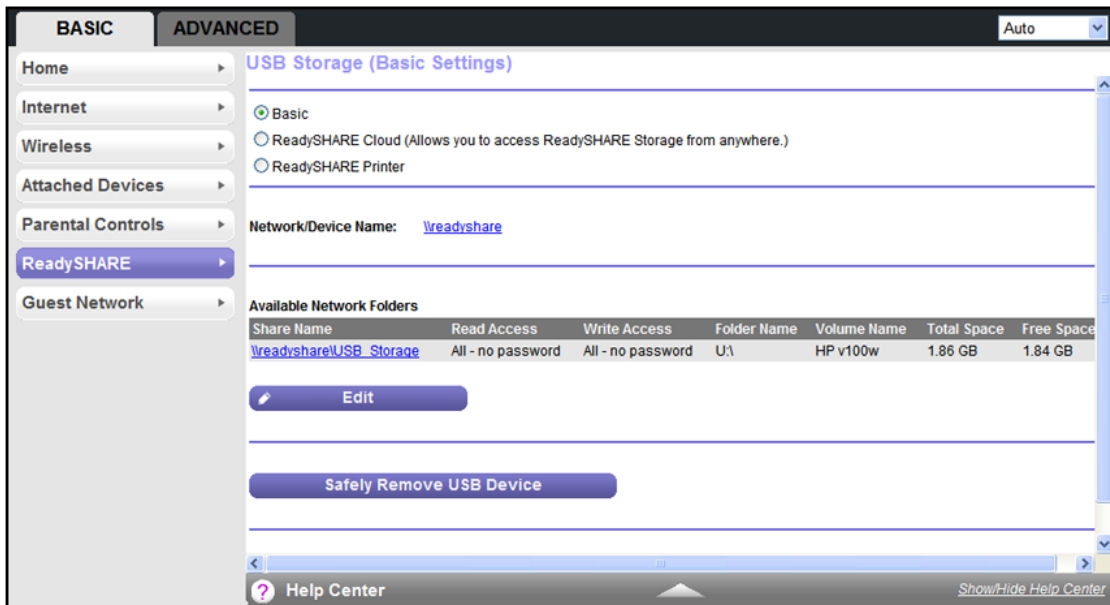 BASIC
ADVANCED
Auto
Home
Internet
Wireless
Attached Devices
Parental Controls
ReadySHARE
Guest Network
USB Storage (Basic Settings)
Basic
ReadySHARE Cloud (Allows you to access ReadySHARE Storage from anywhere.)
ReadySHARE Printer
Network/Device Name: \\readyshare
Available Network Folders
Share Name Read Access Write Access Folder Name Volume Name Total Space Free Space
\\readyshare\USB_Storage All - no password All - no password U:\ HP v100w 1.86 GB 1.84 GB
Edit
Safely Remove USB Device
? Help Center
Show/Hide Help Center